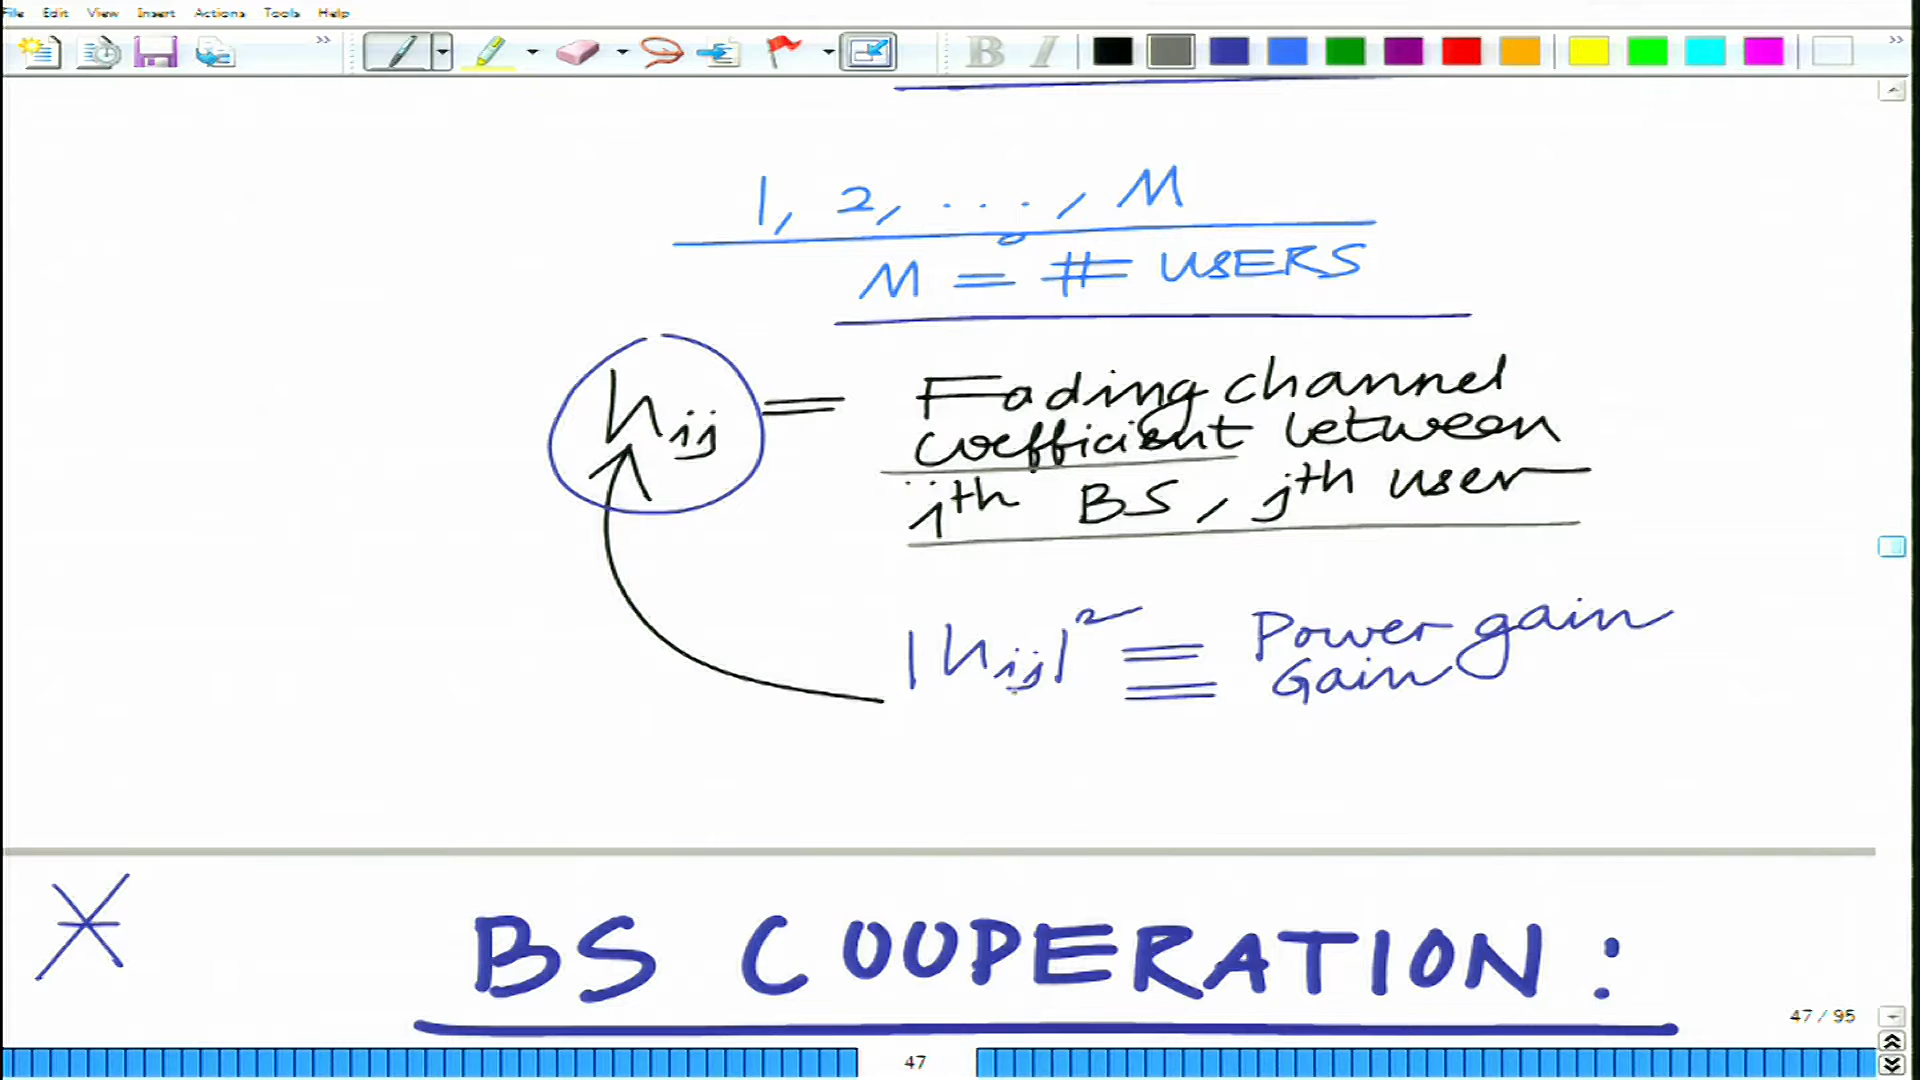 File Edit View Insert Actions Tools Help
B I
1, 2, ..., M
M = # USERS
hij = Fading channel
coefficient between
ith BS, jth user
|hij|² ≡ Power gain
Gain
BS COOPERATION:
47 / 95
47